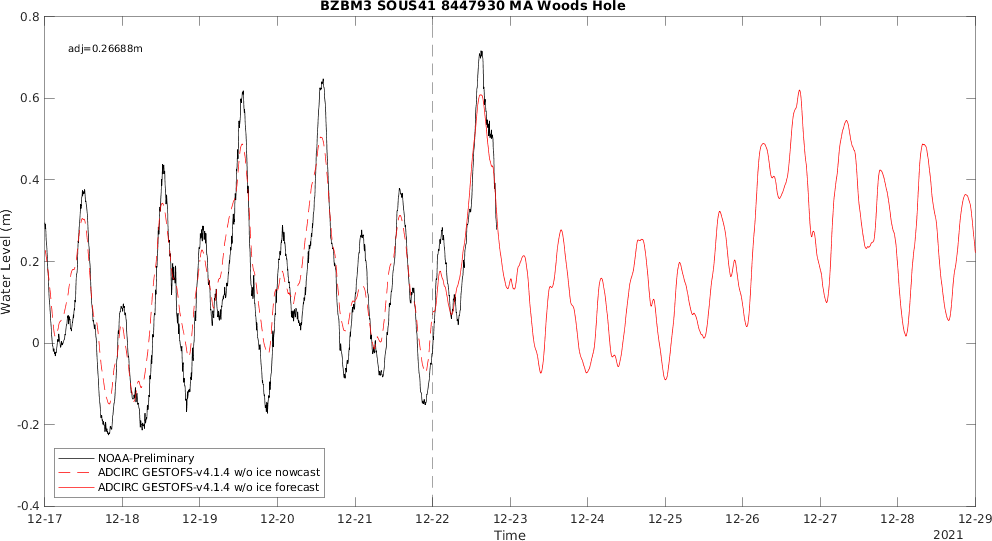 BZBM3 SOUS41 8447930 MA Woods Hole
adj=0.26688m
Water Level (m)
0.8
0.6
0.4
0.2
0
-0.2
-0.4
NOAA-Preliminary
ADCIRC GESTOFS-v4.1.4 w/o ice nowcast
ADCIRC GESTOFS-v4.1.4 w/o ice forecast
12-17 12-18 12-19 12-20 12-21 12-22 12-23 12-24 12-25 12-26 12-27 12-28 12-29
Time
2021